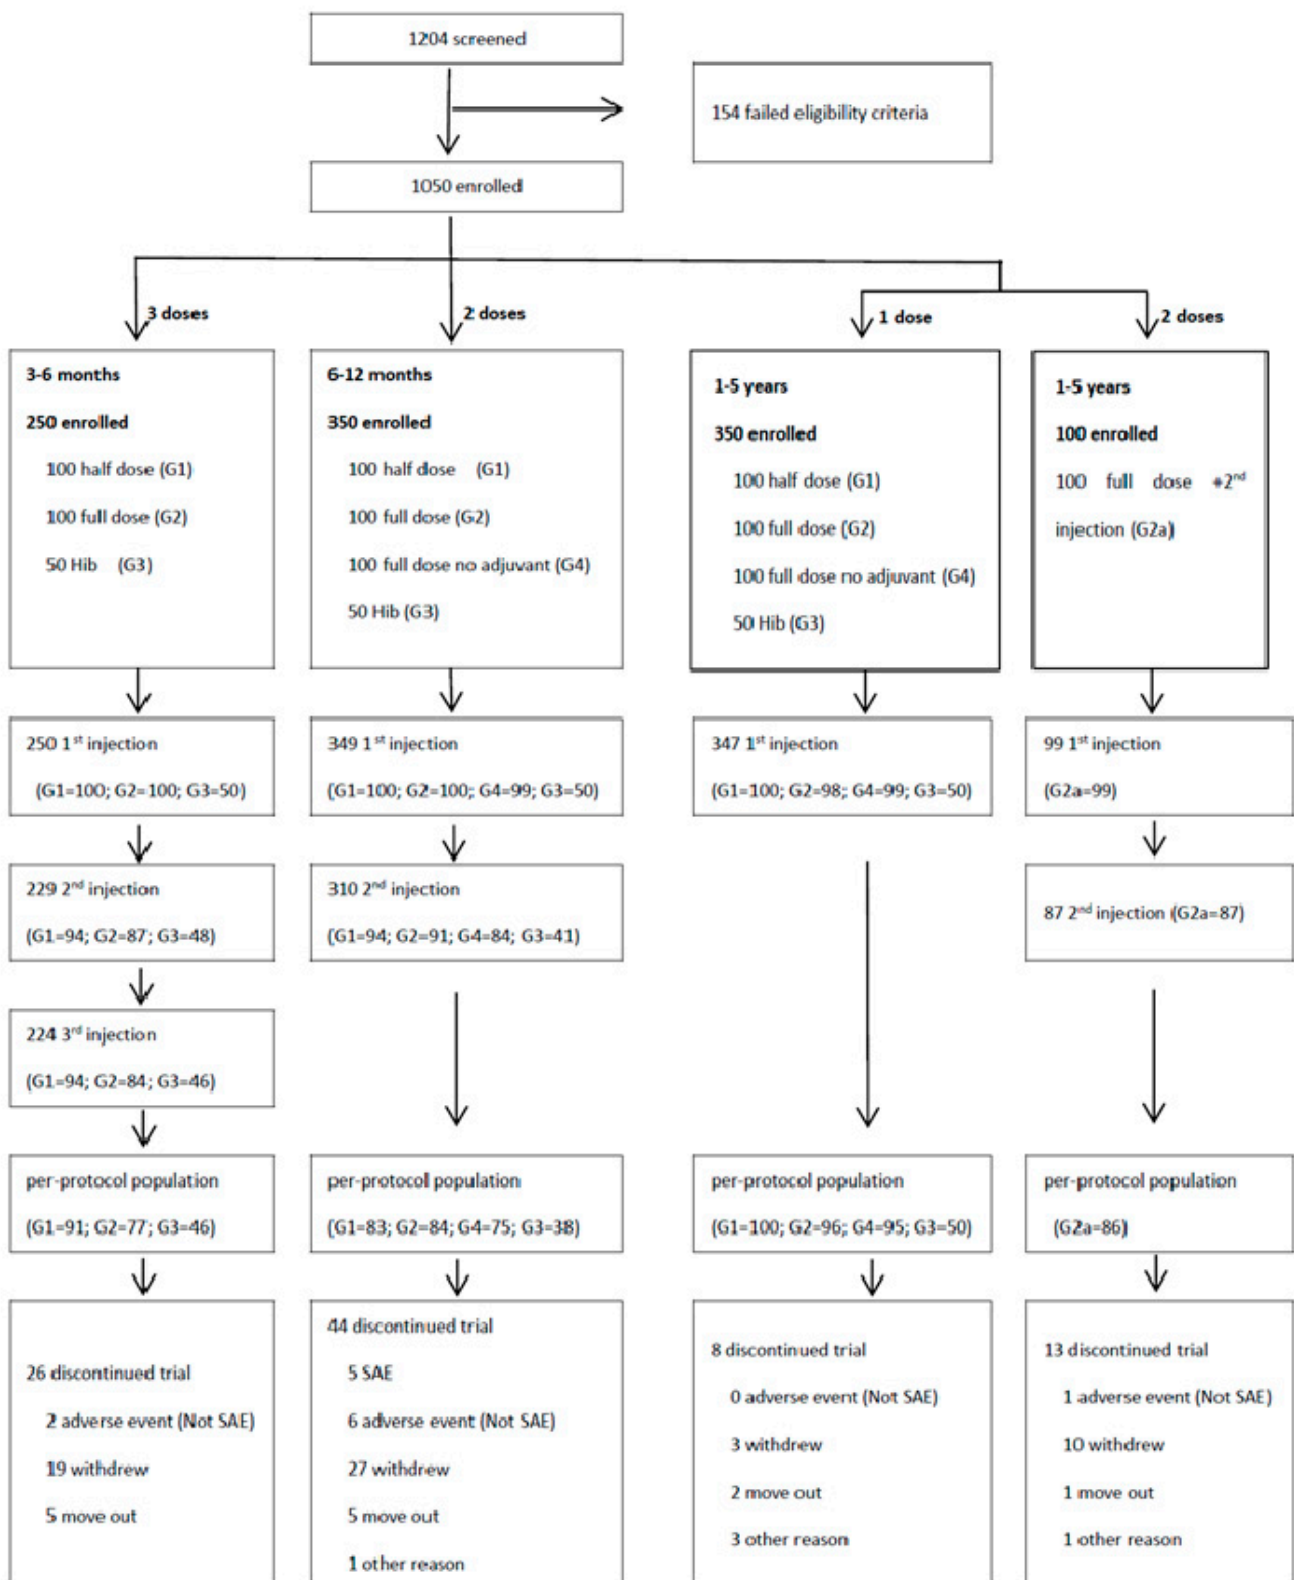 1204 screened
154 failed eligibility criteria
1050 enrolled
3 doses
2 doses
1 dose
2 doses
3-6 months
250 enrolled
100 half dose (G1)
100 full dose (G2)
50 Hib (G3)
6-12 months
350 enrolled
100 half dose (G1)
100 full dose (G2)
100 full dose no adjuvant (G4)
50 Hib (G3)
1-5 years
350 enrolled
100 half dose (G1)
100 full dose (G2)
100 full dose no adjuvant (G4)
50 Hib (G3)
1-5 years
100 enrolled
100 full dose +2nd
injection (G2a)
250 1st injection
(G1=100; G2=100; G3=50)
349 1st injection
(G1=100; G2=100; G4=99; G3=50)
347 1st injection
(G1=100; G2=98; G4=99; G3=50)
99 1st injection
(G2a=99)
229 2nd injection
(G1=94; G2=87; G3=48)
310 2nd injection
(G1=94; G2=91; G4=84; G3=41)
87 2nd injection (G2a=87)
224 3rd injection
(G1=94; G2=84; G3=46)
per-protocol population
(G1=91; G2=77; G3=46)
per-protocol population
(G1=83; G2=84; G4=75; G3=38)
per-protocol population
(G1=100; G2=96; G4=95; G3=50)
per-protocol population
(G2a=86)
26 discontinued trial
2 adverse event (Not SAE)
19 withdrew
5 move out
44 discontinued trial
5 SAE
6 adverse event (Not SAE)
27 withdrew
5 move out
1 other reason
8 discontinued trial
0 adverse event (Not SAE)
3 withdrew
2 move out
3 other reason
13 discontinued trial
1 adverse event (Not SAE)
10 withdrew
1 move out
1 other reason